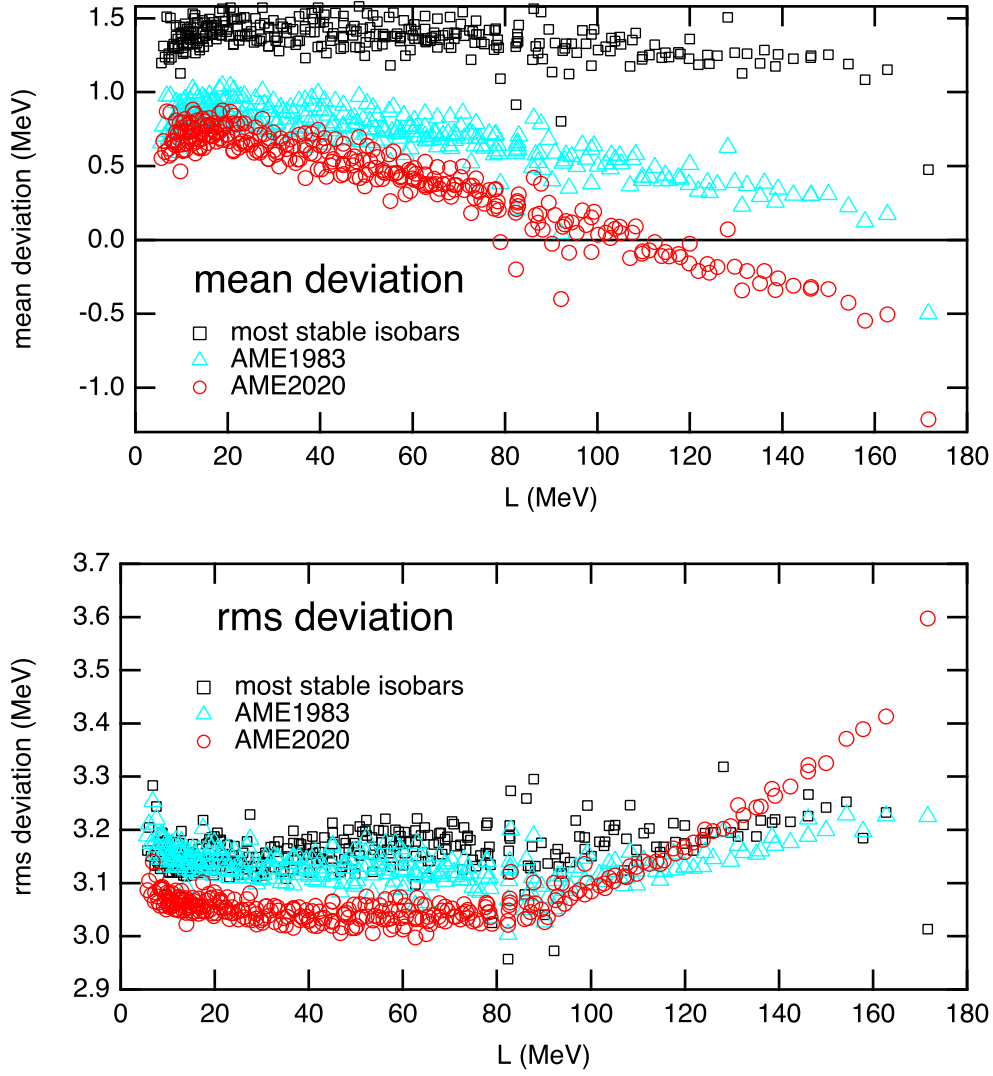 1.5
1.0
0.5
0.0
-0.5
-1.0
mean deviation (MeV)
mean deviation
most stable isobars
AME1983
AME2020
0 20 40 60 80 100 120 140 160 180
L (MeV)
3.7
3.6
3.5
3.4
3.3
3.2
3.1
3.0
2.9
rms deviation (MeV)
rms deviation
most stable isobars
AME1983
AME2020
0 20 40 60 80 100 120 140 160 180
L (MeV)